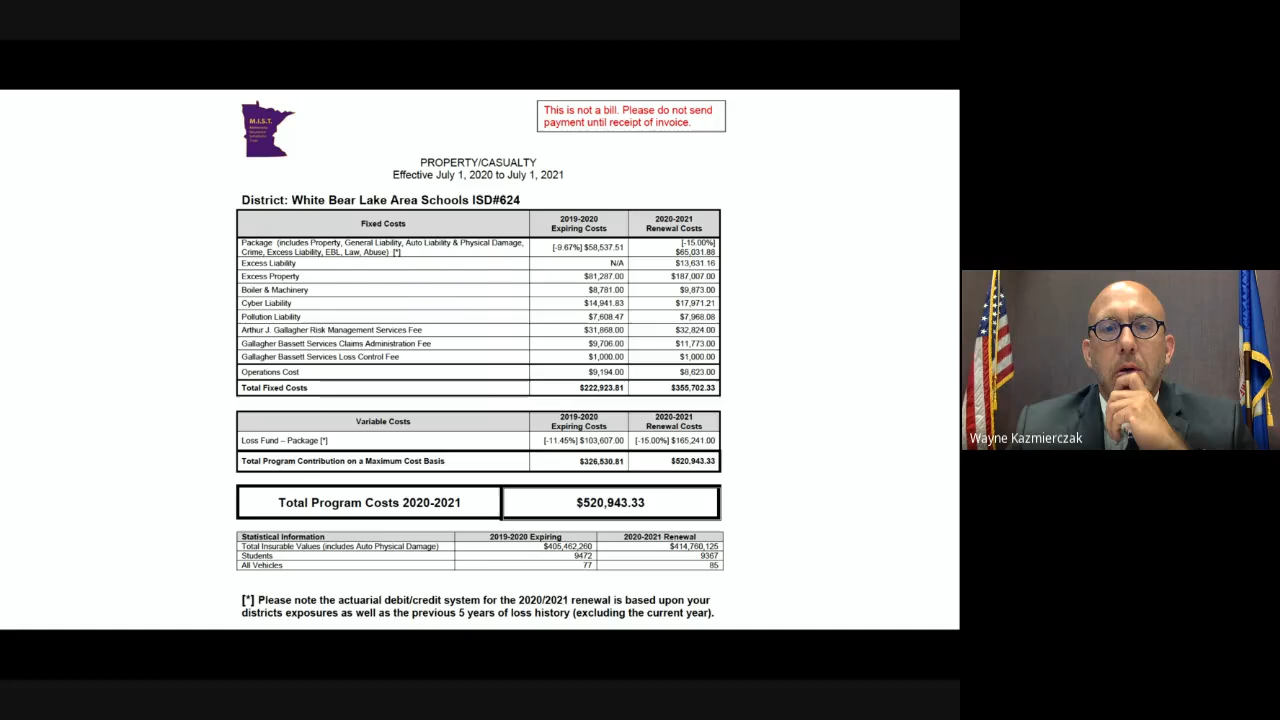 M.I.S.T.
This is not a bill. Please do not send
payment until receipt of invoice.
PROPERTY/CASUALTY
Effective July 1, 2020 to July 1, 2021
District: White Bear Lake Area Schools ISD#624
Fixed Costs 2019-2020 Expiring Costs 2020-2021 Renewal Costs
Package (includes Property, General Liability, Auto Liability & Physical Damage, [-9.67%] $58,537.51 [-15.00%]
Crime, Excess Liability, EBL, Law, Abuse) [*] $65,031.88
Excess Liability N/A $13,631.16
Excess Property $81,287.00 $187,007.00
Boiler & Machinery $8,781.00 $9,873.00
Cyber Liability $14,941.83 $17,971.21
Pollution Liability $7,608.47 $7,968.08
Arthur J. Gallagher Risk Management Services Fee $31,868.00 $32,824.00
Gallagher Bassett Services Claims Administration Fee $9,706.00 $11,773.00
Gallagher Bassett Services Loss Control Fee $1,000.00 $1,000.00
Operations Cost $9,194.00 $8,623.00
Total Fixed Costs $222,923.81 $355,702.33
Variable Costs 2019-2020 Expiring Costs 2020-2021 Renewal Costs
Loss Fund – Package [*] [-11.45%] $103,607.00 [-15.00%] $165,241.00
Total Program Contribution on a Maximum Cost Basis $326,530.81 $520,943.33
Total Program Costs 2020-2021 $520,943.33
Statistical Information 2019-2020 Expiring 2020-2021 Renewal
Total Insurable Values (includes Auto Physical Damage) $405,462,260 $414,760,125
Students 9472 9367
All Vehicles 77 85
[*] Please note the actuarial debit/credit system for the 2020/2021 renewal is based upon your
districts exposures as well as the previous 5 years of loss history (excluding the current year).
Wayne Kazmierczak